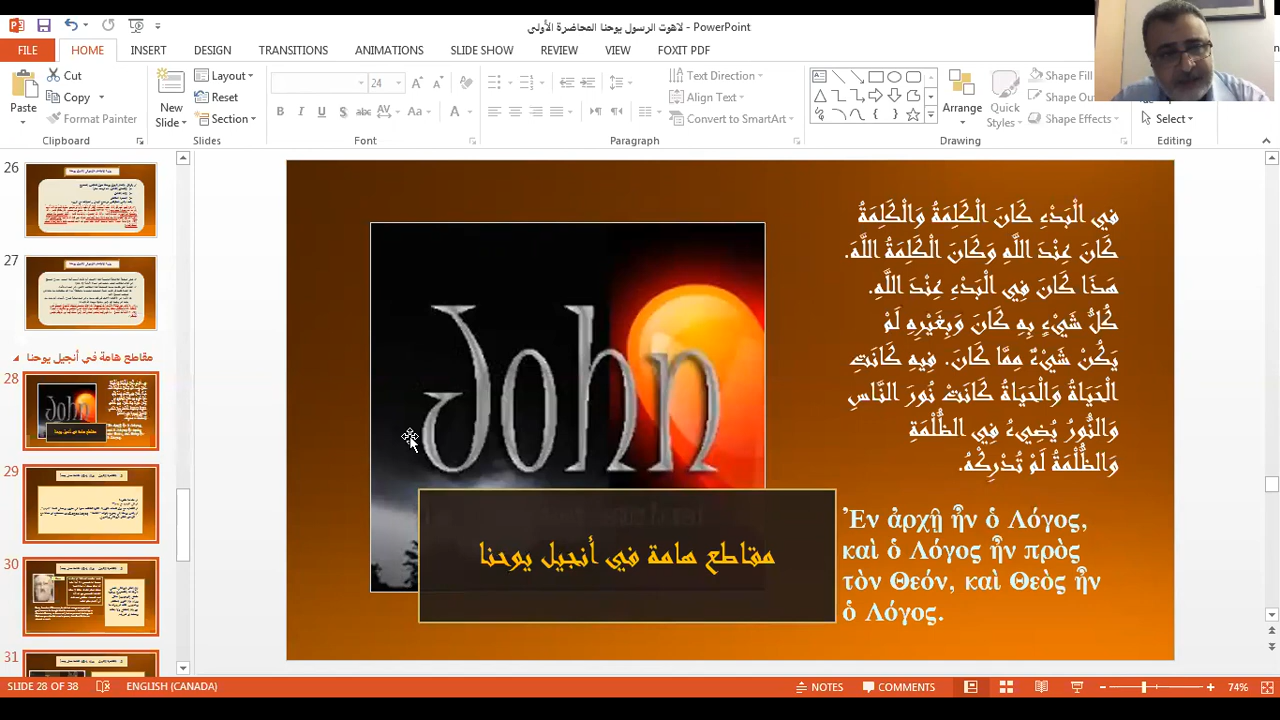 لاهوت الرسول يوحنا المحاضرة الأولى - PowerPoint
FILE
HOME
INSERT
DESIGN
TRANSITIONS
ANIMATIONS
SLIDE SHOW
REVIEW
VIEW
FOXIT PDF
Paste
Cut
Copy
Format Painter
Clipboard
New Slide
Layout
Reset
Section
Slides
24
Font
Text Direction
Align Text
Convert to SmartArt
Paragraph
Arrange
Quick Styles
Shape Fill
Shape Effects
Drawing
Select
Editing
26
27
مقاطع هامة في أنجيل يوحنا
28
29
30
31
John
مقاطع هامة في أنجيل يوحنا
فِي الْبَدْءِ كَانَ الْكَلِمَةُ وَالْكَلِمَةُ
كَانَ عِنْدَ اللَّهِ وَكَانَ الْكَلِمَةُ اللَّهَ.
هَذَا كَانَ فِي الْبَدْءِ عِنْدَ اللَّهِ.
كُلُّ شَيْءٍ بِهِ كَانَ وَبِغَيْرِهِ لَمْ
يَكُنْ شَيْءٌ مِمَّا كَانَ. فِيهِ كَانَتِ
الْحَيَاةُ وَالْحَيَاةُ كَانَتْ نُورَ النَّاسِ
وَالنُّورُ يُضِيءُ فِي الظُّلْمَةِ
وَالظُّلْمَةُ لَمْ تُدْرِكْهُ.
Ἐν ἀρχῇ ἦν ὁ Λόγος,
καὶ ὁ Λόγος ἦν πρὸς
τὸν Θεόν, καὶ Θεὸς ἦν
ὁ Λόγος.
SLIDE 28 OF 38
ENGLISH (CANADA)
NOTES
COMMENTS
74%